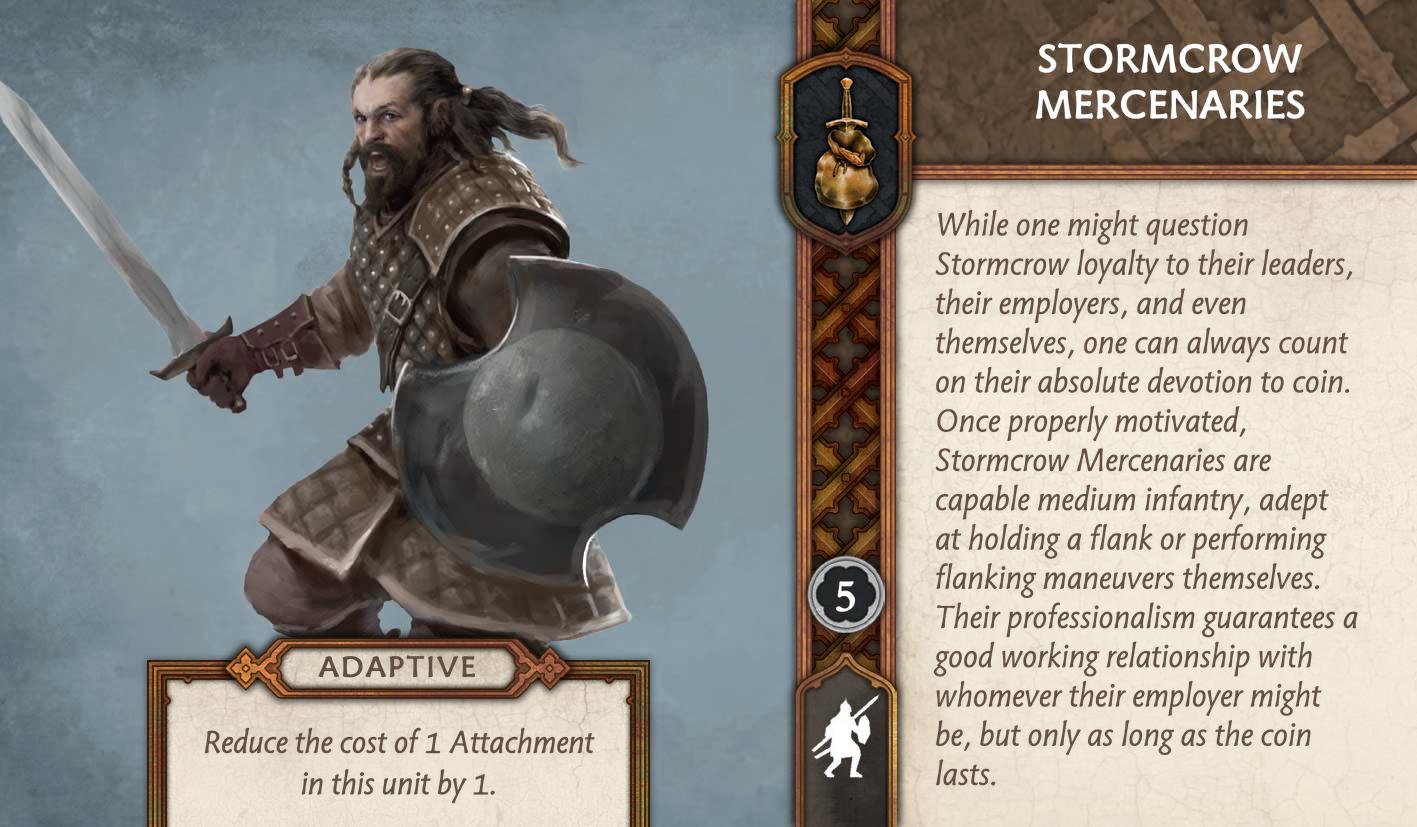 STORMCROW
MERCENARIES
While one might question
Stormcrow loyalty to their leaders,
their employers, and even
themselves, one can always count
on their absolute devotion to coin.
Once properly motivated,
Stormcrow Mercenaries are
capable medium infantry, adept
at holding a flank or performing
flanking maneuvers themselves.
Their professionalism guarantees a
good working relationship with
whomever their employer might
be, but only as long as the coin
lasts.
5
ADAPTIVE
Reduce the cost of 1 Attachment
in this unit by 1.